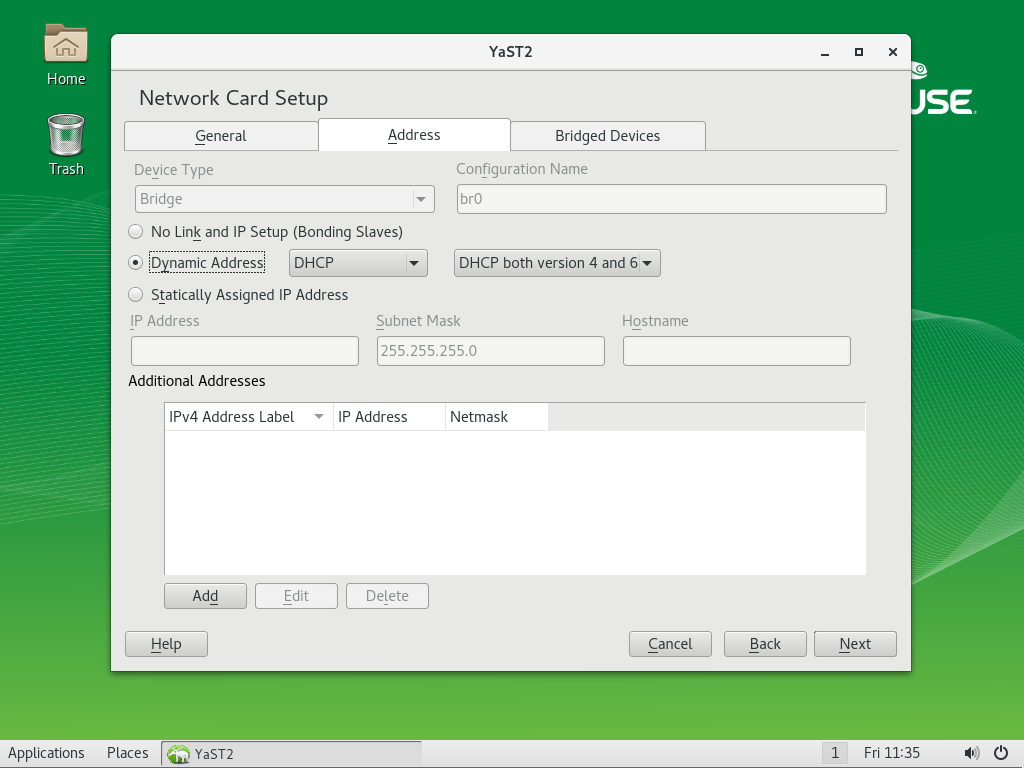 Home
Trash
YaST2
USE
Network Card Setup
General Address Bridged Devices
Device Type Configuration Name
Bridge br0
No Link and IP Setup (Bonding Slaves)
Dynamic Address DHCP DHCP both version 4 and 6
Statically Assigned IP Address
IP Address Subnet Mask Hostname
255.255.255.0
Additional Addresses
IPv4 Address Label IP Address Netmask
Add Edit Delete
Help Cancel Back Next
Applications Places YaST2 1 Fri 11:35